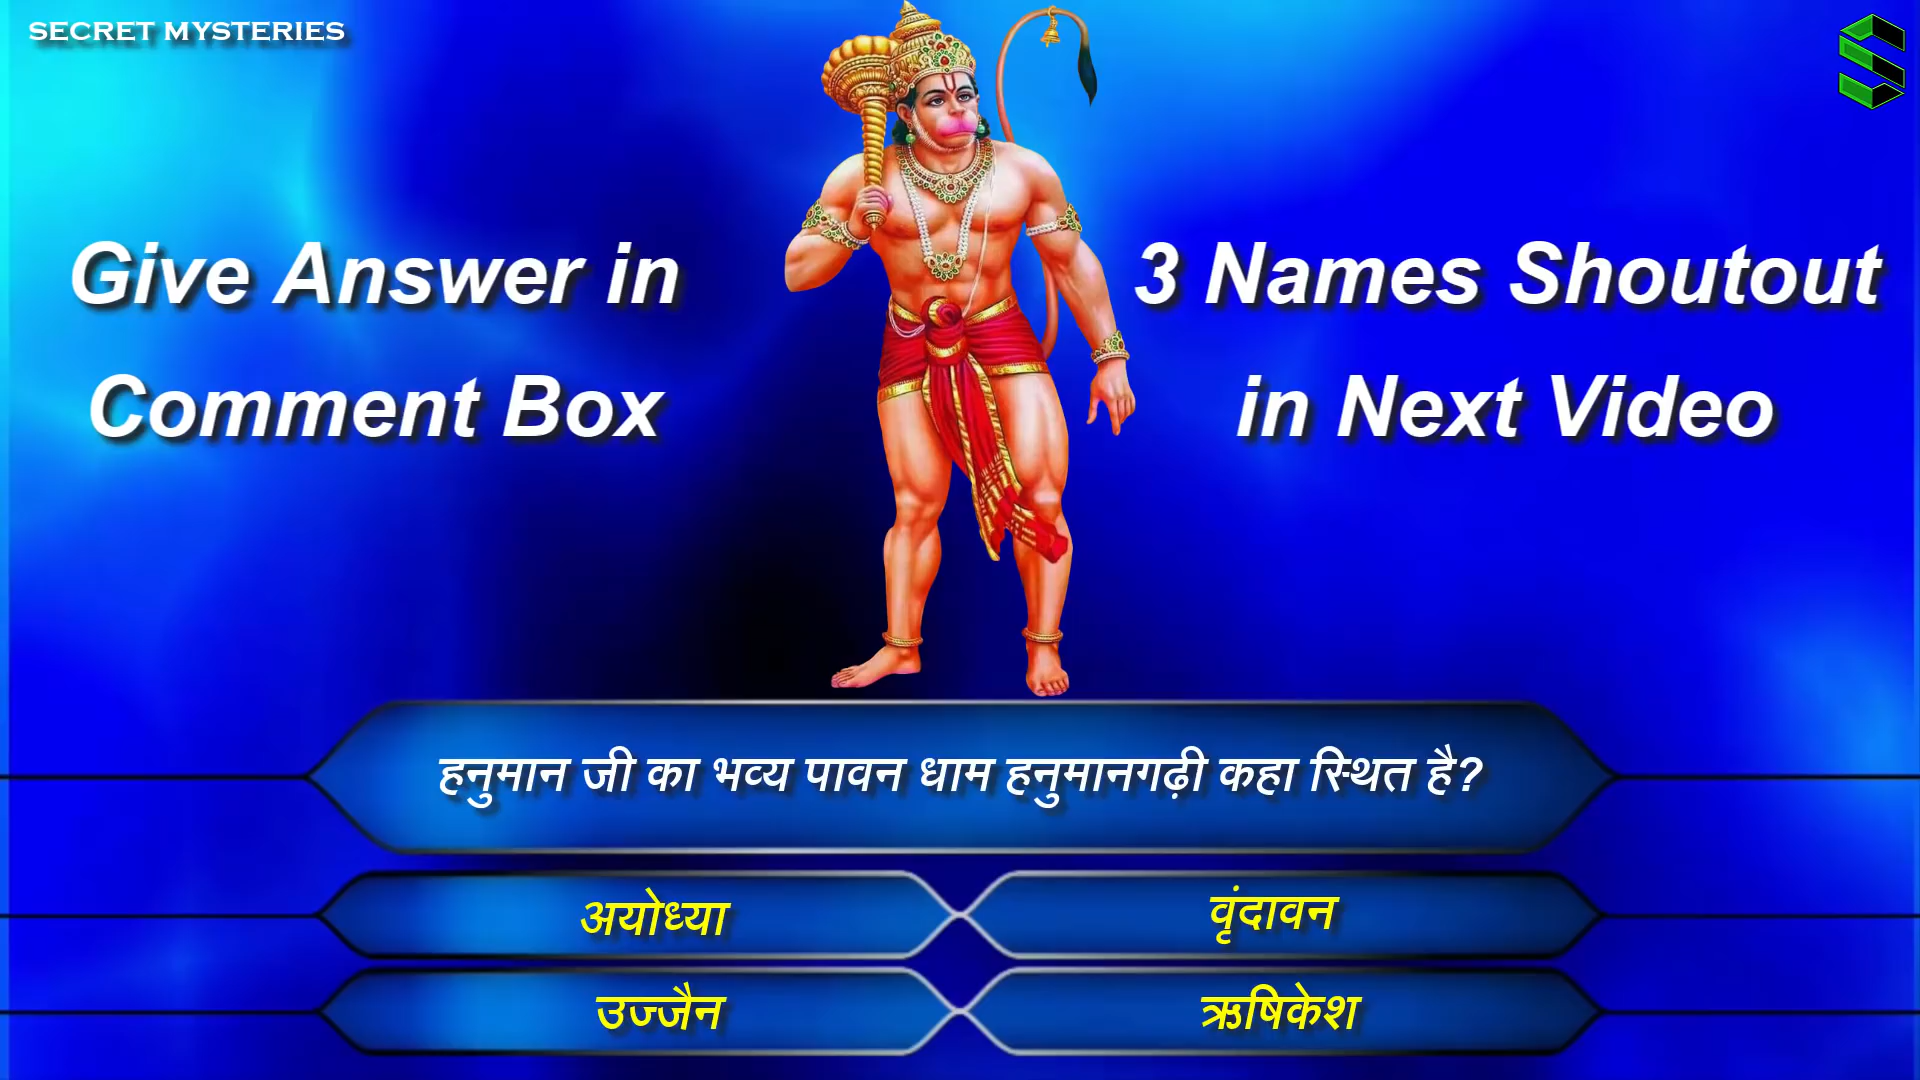 SECRET MYSTERIES
Give Answer in
Comment Box
3 Names Shoutout
in Next Video
हनुमान जी का भव्य पावन धाम हनुमानगढ़ी कहा स्थित है?
अयोध्या
वृंदावन
उज्जैन
ऋषिकेश